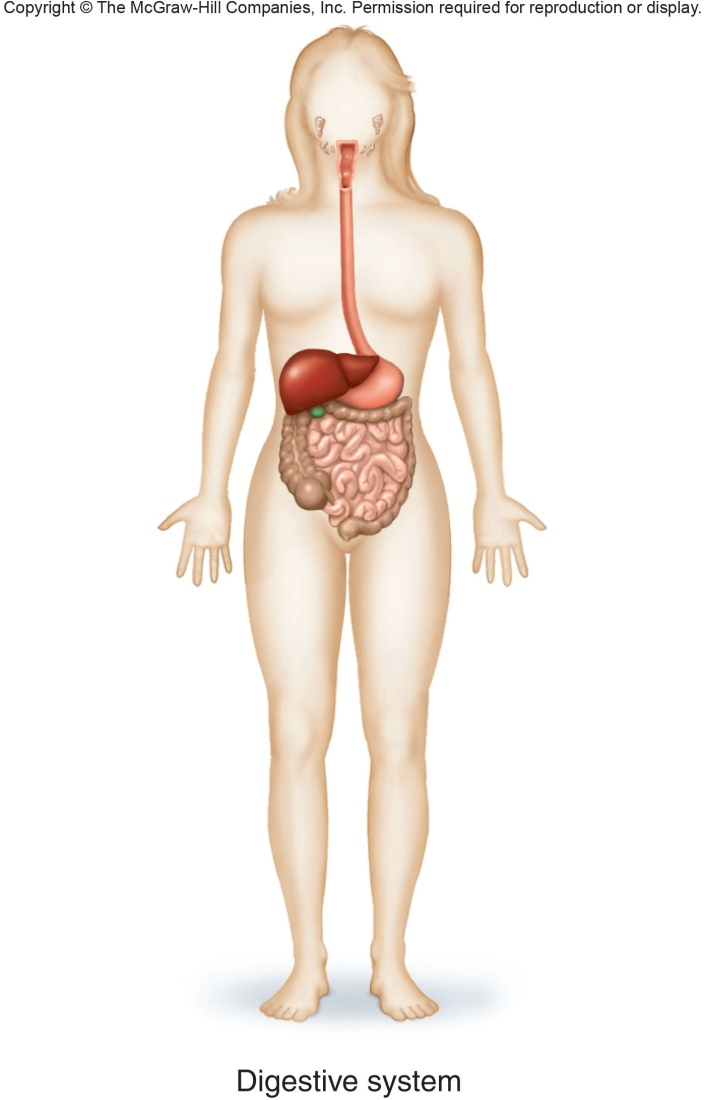 Copyright © The McGraw-Hill Companies, Inc. Permission required for reproduction or display.
Digestive system